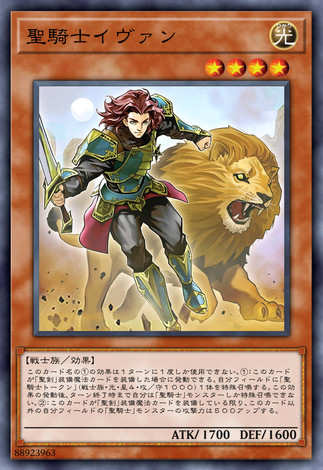 聖騎士イヴァン
光
【戦士族／効果】
このカード名の①の効果は１ターンに１度しか使用できない。①：このカー
ドが「聖剣」装備魔法カードを装備した場合に発動できる。自分フィールドに「聖
騎士トークン」（戦士族・光・星４・攻／守１０００）１体を特殊召喚する。この効
果の発動後、ターン終了時まで自分は「聖騎士」モンスターしか特殊召喚できな
い。②：このカードが「聖剣」装備魔法カードを装備している限り、このカード以
外の自分フィールドの「聖騎士」モンスターの攻撃力は５００アップする。
ATK/ 1700 DEF/1600
88923963